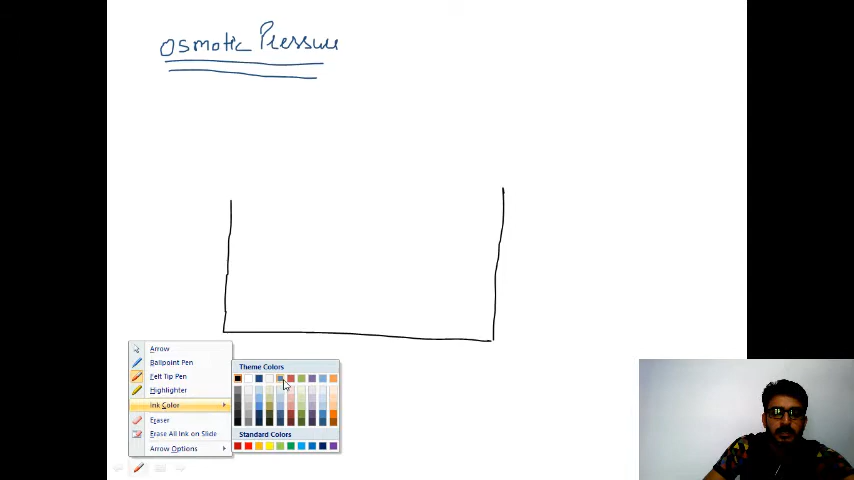 Osmotic Pressure
Arrow
Ballpoint Pen
Felt Tip Pen
Highlighter
Ink Color
Eraser
Erase All Ink on Slide
Arrow Options
Theme Colors
Standard Colors